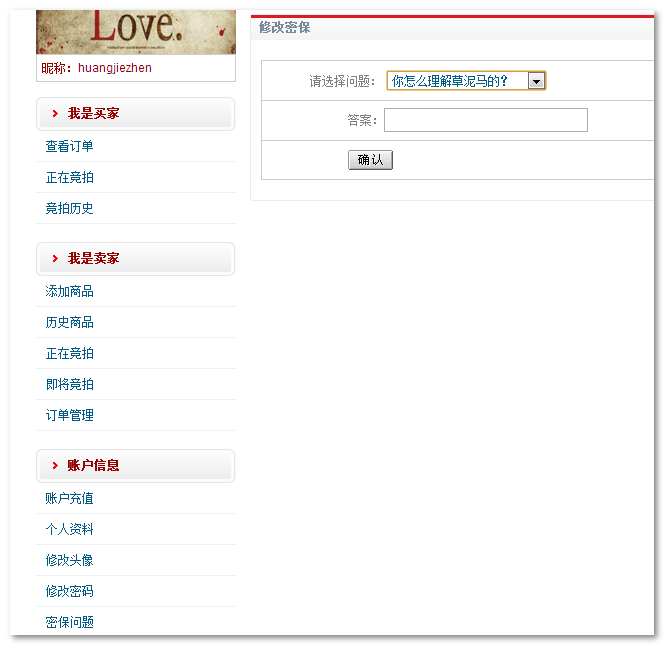 Love.
昵称：huangjiezhen
我是买家
查看订单
正在竞拍
竞拍历史
我是卖家
添加商品
历史商品
正在竞拍
即将竞拍
订单管理
账户信息
账户充值
个人资料
修改头像
修改密码
密保问题
修改密保
请选择问题： 你怎么理解草泥马的？
答案：
确认